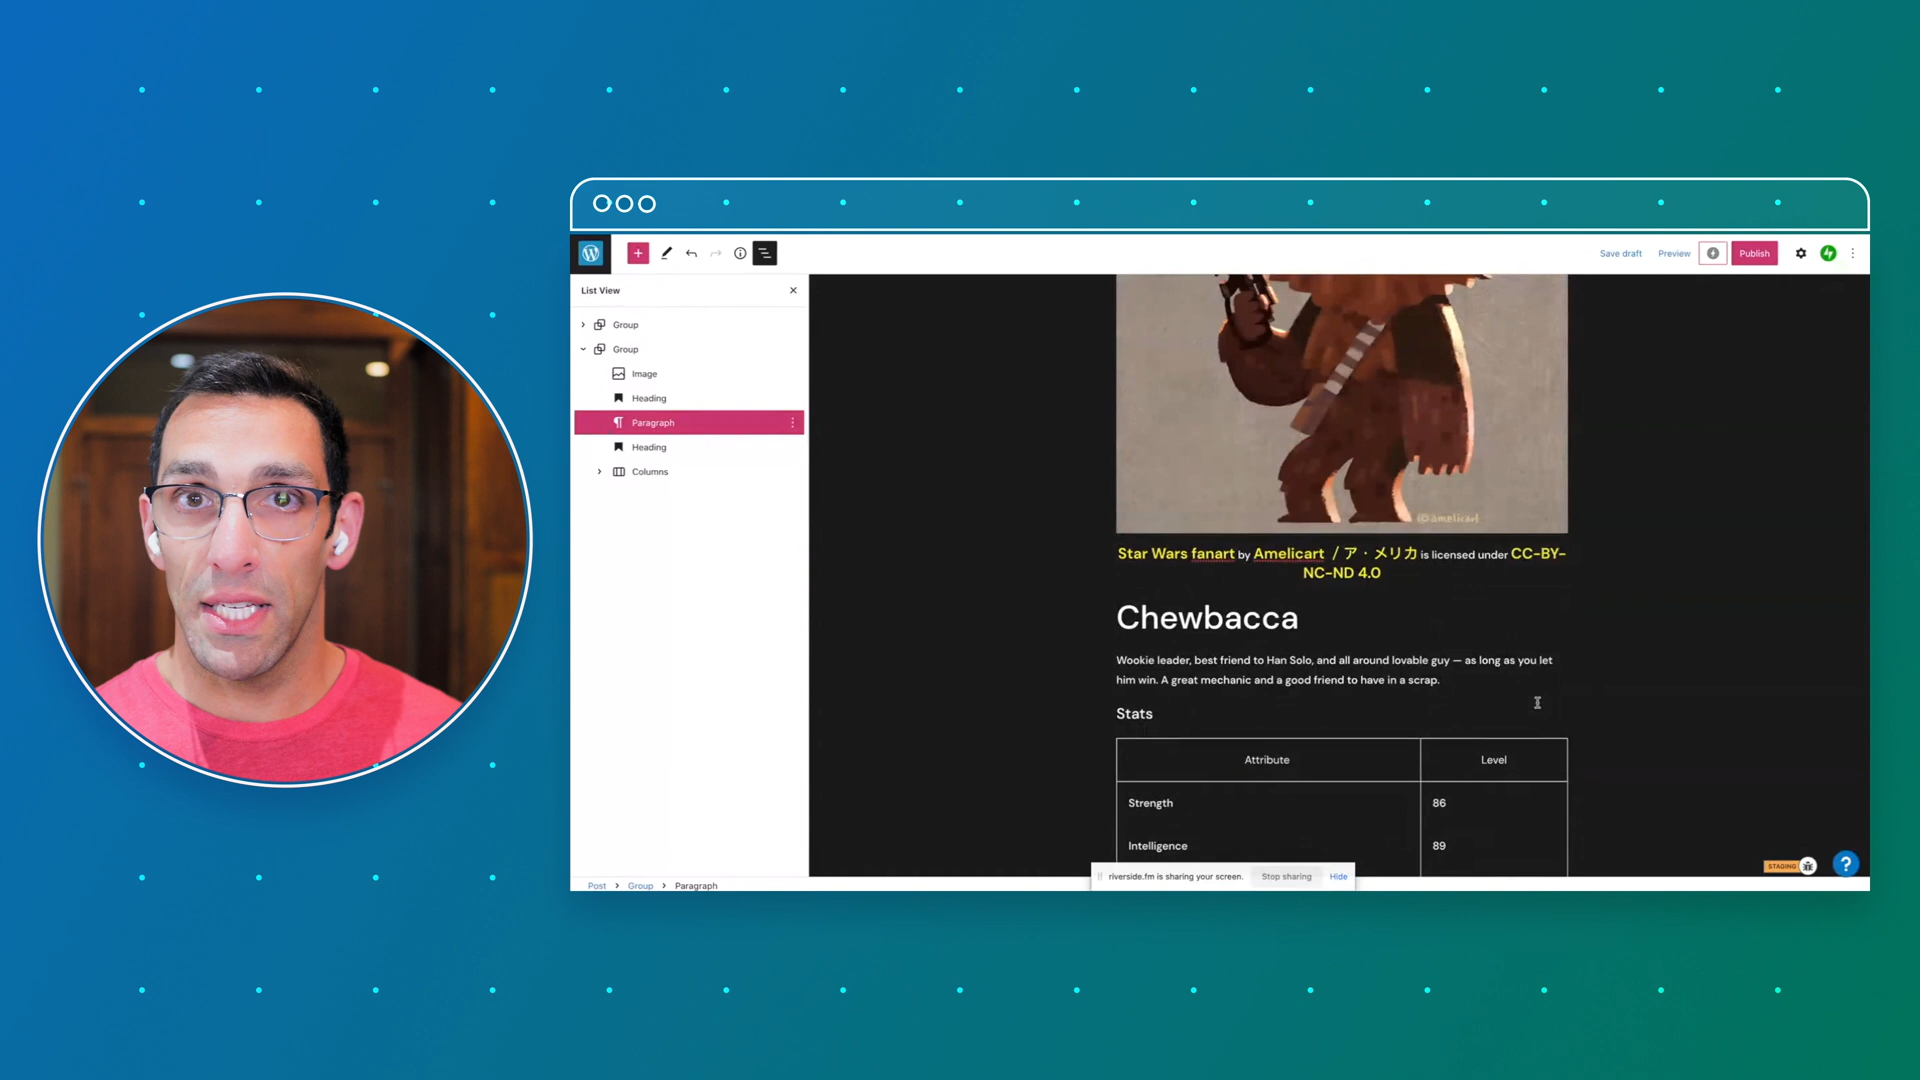 Save draft
Preview
Publish
List View
Group
Group
Image
Heading
Paragraph
Heading
Columns
©amelicart
Star Wars fanart by Amelicart / ア・メリカ is licensed under CC-BY-
NC-ND 4.0
Chewbacca
Wookie leader, best friend to Han Solo, and all around lovable guy — as long as you let
him win. A great mechanic and a good friend to have in a scrap.
Stats
Attribute Level
Strength 86
Intelligence 89
STAGING
?
riverside.fm is sharing your screen. Stop sharing Hide
Post > Group > Paragraph